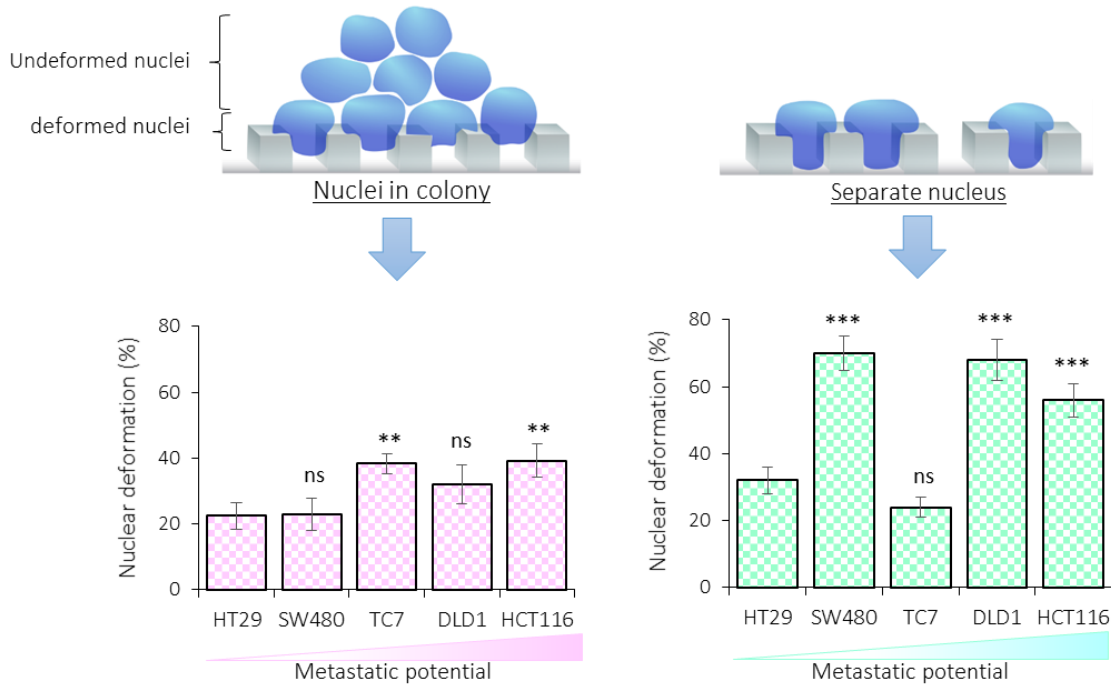 Undeformed nuclei
deformed nuclei
Nuclei in colony
Separate nucleus
Nuclear deformation (%)
80
60
40
20
0
ns
**
ns
**
HT29 SW480 TC7 DLD1 HCT116
Metastatic potential
Nuclear deformation (%)
80
60
40
20
0
***
ns
***
***
HT29 SW480 TC7 DLD1 HCT116
Metastatic potential